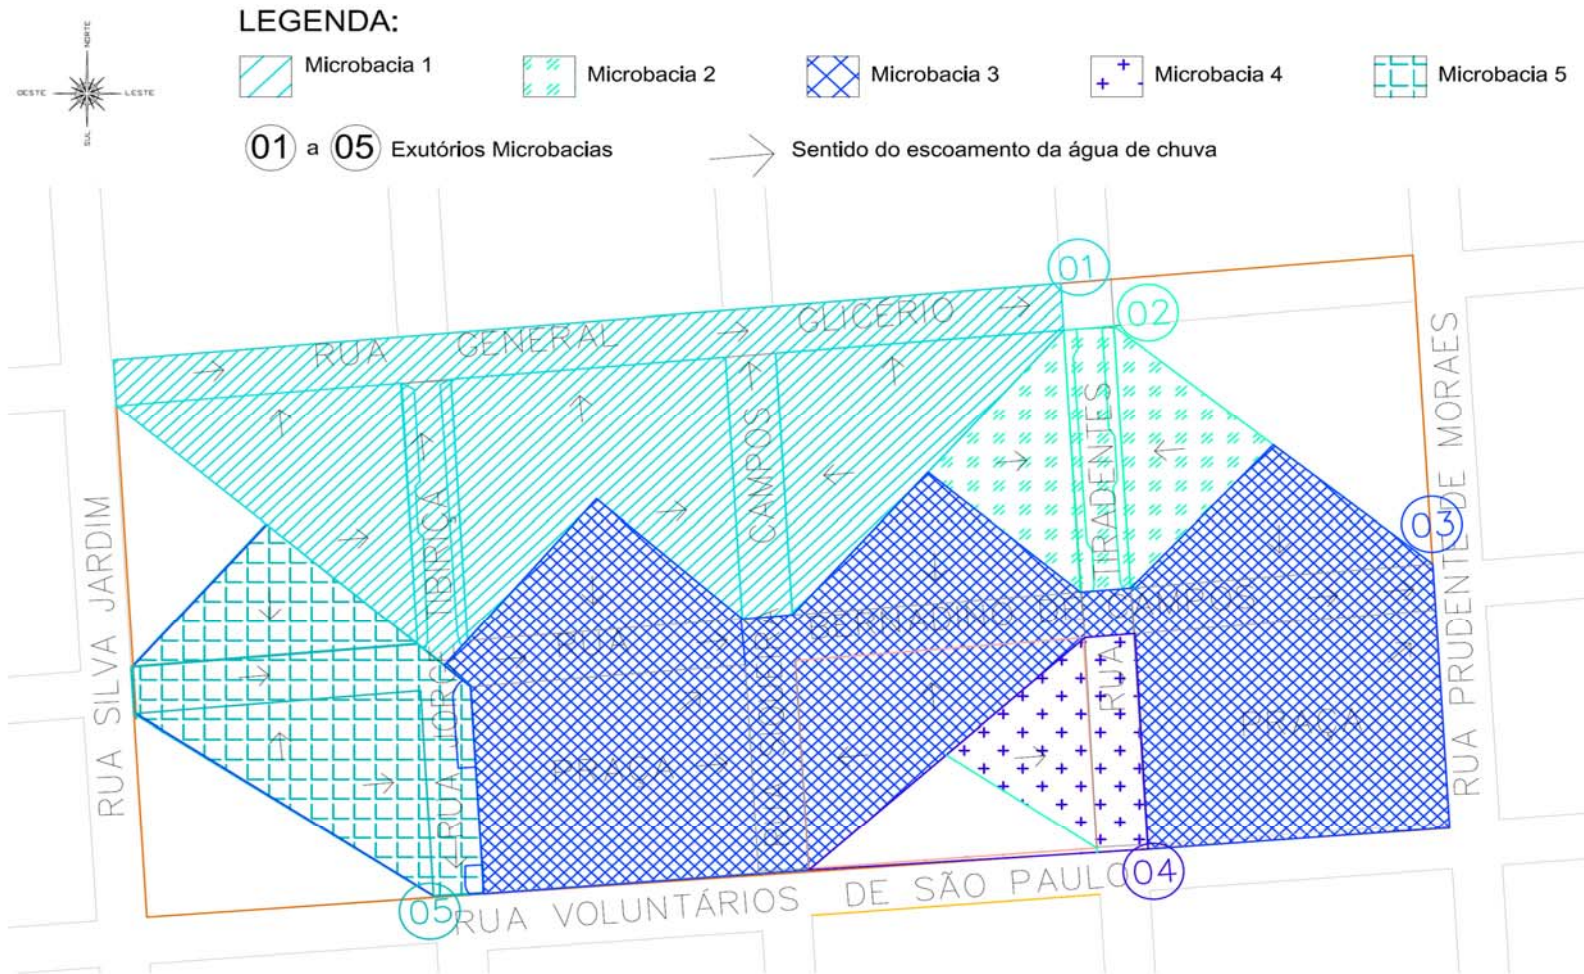 LEGENDA:
NORTE
OESTE
LESTE
SUL
Microbacia 1
Microbacia 2
Microbacia 3
Microbacia 4
Microbacia 5
01 a 05 Exutórios Microbacias
Sentido do escoamento da água de chuva
01
02
03
04
05
RUA GENERAL GLICÉRIO
RUA SILVA JARDIM
RUA JORGE TIBIRIÇA
RUA SIQUEIRA CAMPOS
RUA TIRADENTES
RUA PRUDENTE DE MORAES
RITA
BERNADINO DE CAMPOS
PRAÇA
PRAÇA
RUA VOLUNTÁRIOS DE SÃO PAULO